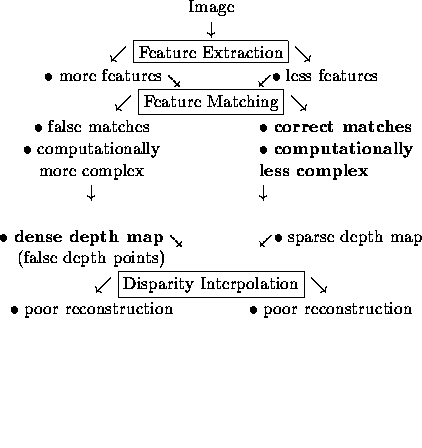 Image
Feature Extraction
• more features
• less features
Feature Matching
• false matches
• computationally
more complex
• correct matches
• computationally
less complex
• dense depth map
(false depth points)
• sparse depth map
Disparity Interpolation
• poor reconstruction
• poor reconstruction